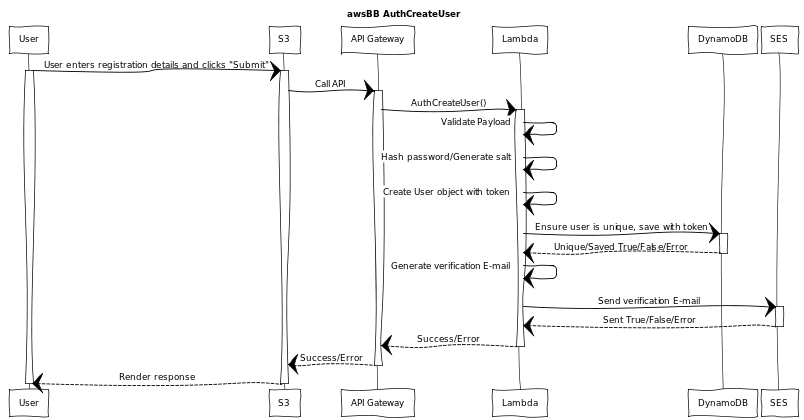 awsBB AuthCreateUser
User
S3
API Gateway
Lambda
DynamoDB
SES
User enters registration details and clicks "Submit"
Call API
AuthCreateUser()
Validate Payload
Hash password/Generate salt
Create User object with token
Ensure user is unique, save with token
Unique/Saved True/False/Error
Generate verification E-mail
Send verification E-mail
Sent True/False/Error
Success/Error
Success/Error
Render response
User
S3
API Gateway
Lambda
DynamoDB
SES